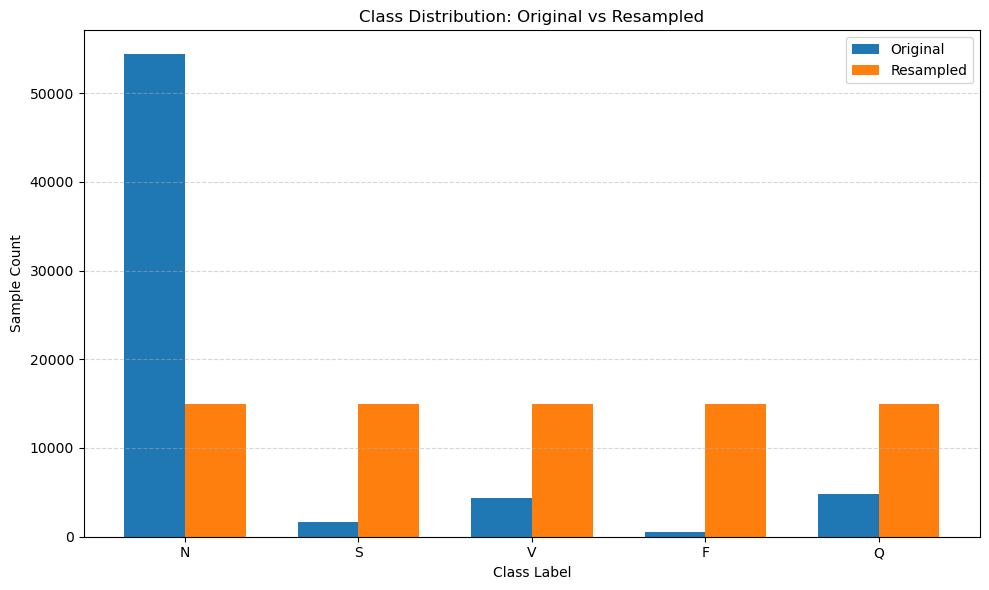 Class Distribution: Original vs Resampled
Original
Resampled
Sample Count
50000
40000
30000
20000
10000
0
N S V F Q
Class Label